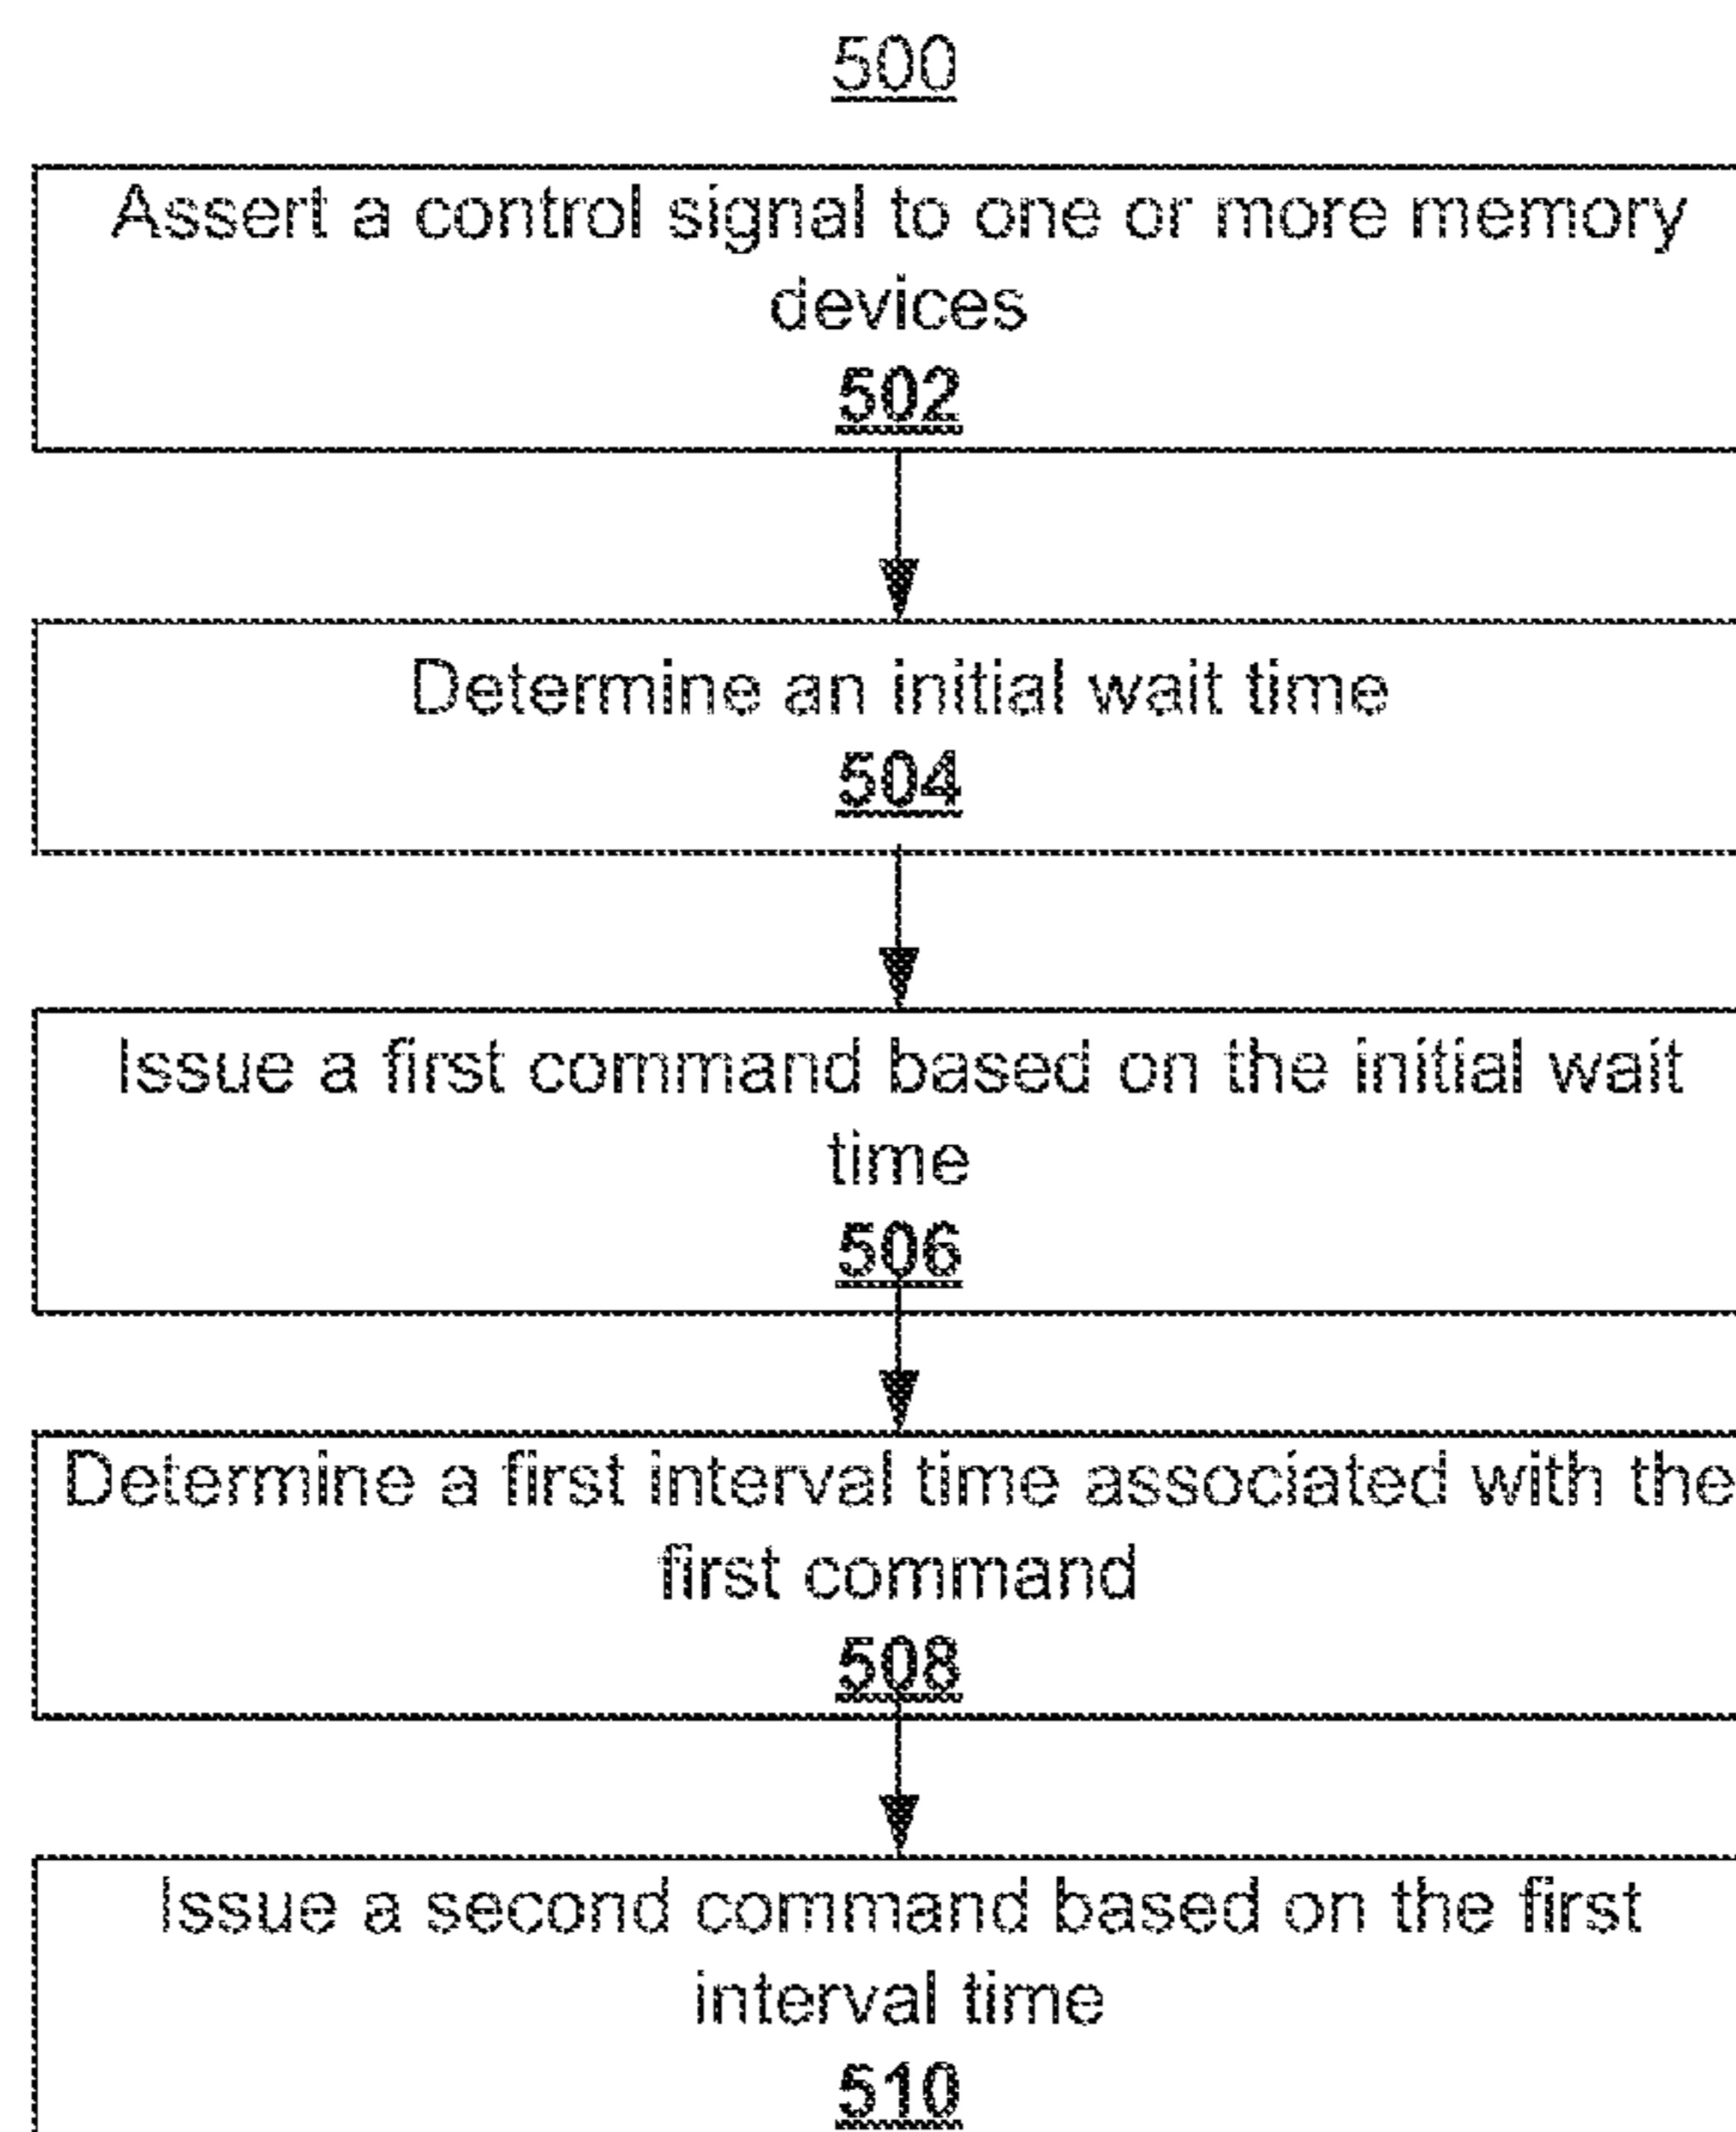 500
Assert a control signal to one or more memory
devices
502
Determine an initial wait time
504
Issue a first command based on the initial wait
time
506
Determine a first interval time associated with the
first command
508
Issue a second command based on the first
interval time
510